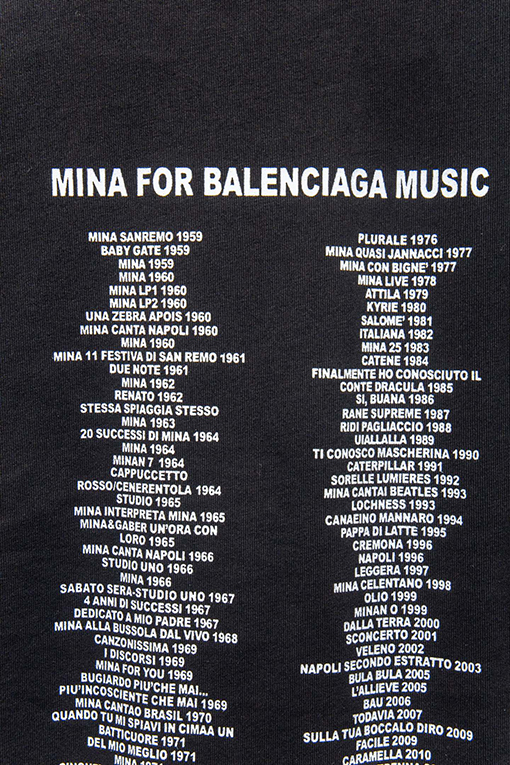 MINA FOR BALENCIAGA MUSIC
MINA SANREMO 1959
BABY GATE 1959
MINA 1959
MINA 1960
MINA LP1 1960
MINA LP2 1960
UNA ZEBRA APOIS 1960
MINA CANTA NAPOLI 1960
MINA 1960
MINA 11 FESTIVA DI SAN REMO 1961
DUE NOTE 1961
MINA 1962
RENATO 1962
STESSA SPIAGGIA STESSO
MINA 1963
20 SUCCESSI DI MINA 1964
MINA 1964
MINAN 7 1964
CAPPUCCETTO
ROSSO/CENERENTOLA 1964
STUDIO 1965
MINA INTERPRETA MINA 1965
MINA&GABER UN'ORA CON
LORO 1965
MINA CANTA NAPOLI 1966
STUDIO UNO 1966
MINA 1966
SABATO SERA-STUDIO UNO 1967
4 ANNI DI SUCCESSI 1967
DEDICATO A MIO PADRE 1967
MINA ALLA BUSSOLA DAL VIVO 1968
CANZONISSIMA 1969
I DISCORSI 1969
MINA FOR YOU 1969
BUGIARDO PIU'CHE MAI...
PIU'INCOSCIENTE CHE MAI 1969
MINA CANTAO BRASIL 1970
QUANDO TU MI SPIAVI IN CIMAA UN
BATTICUORE 1971
DEL MIO MEGLIO 1971
MINA
PLURALE 1976
MINA QUASI JANNACCI 1977
MINA CON BIGNE' 1977
MINA LIVE 1978
ATTILA 1979
KYRIE 1980
SALOME' 1981
ITALIANA 1982
MINA 25 1983
CATENE 1984
FINALMENTE HO CONOSCIUTO IL
CONTE DRACULA 1985
SI, BUANA 1986
RANE SUPREME 1987
RIDI PAGLIACCIO 1988
UIALLALLA 1989
TI CONOSCO MASCHERINA 1990
CATERPILLAR 1991
SORELLE LUMIERES 1992
MINA CANTAI BEATLES 1993
LOCHNESS 1993
CANAEINO MANNARO 1994
PAPPA DI LATTE 1995
CREMONA 1996
NAPOLI 1996
LEGGERA 1997
MINA CELENTANO 1998
OLIO 1999
MINAN O 1999
DALLA TERRA 2000
SCONCERTO 2001
VELENO 2002
NAPOLI SECONDO ESTRATTO 2003
BULA BULA 2005
L'ALLIEVE 2005
BAU 2006
TODAVIA 2007
SULLA TUA BOCCALO DIRO 2009
FACILE 2009
CARAMELLA 2010